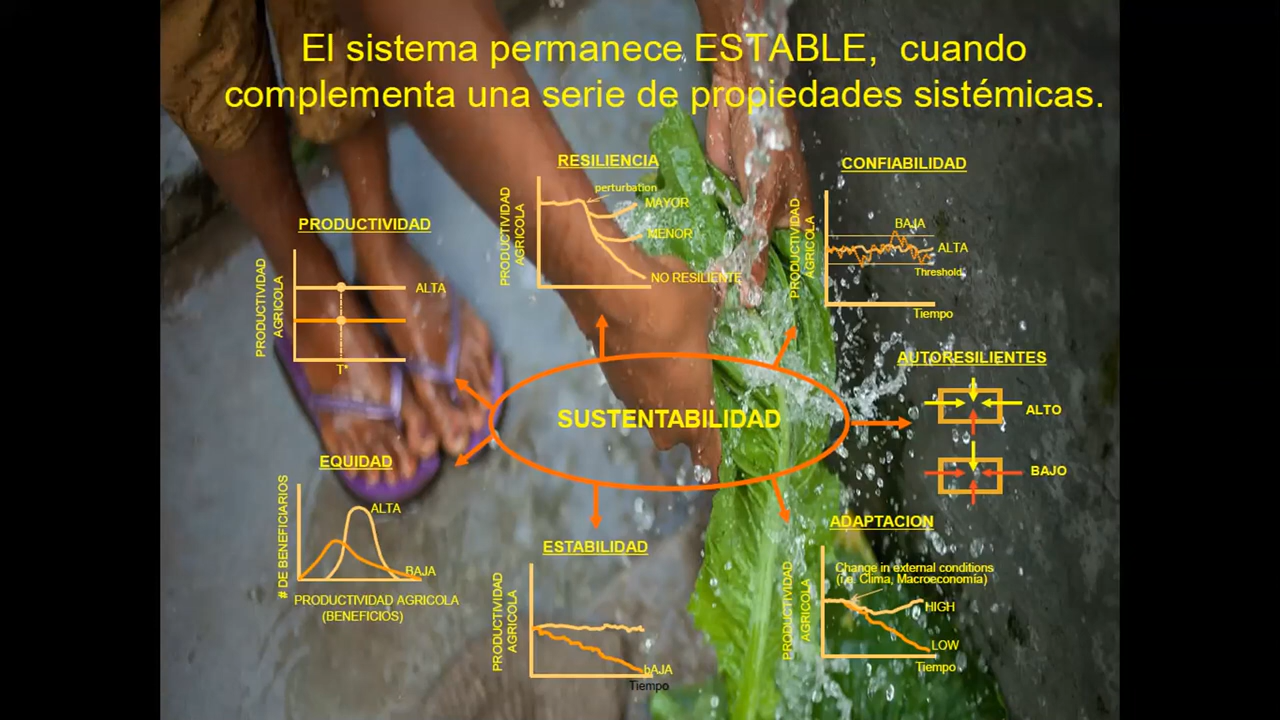 El sistema permanece ESTABLE, cuando
complementa una serie de propiedades sistémicas.
RESILIENCIA
PRODUCTIVIDAD
AGRICOLA
perturbation
MAYOR
MENOR
NO RESILIENTE
CONFIABILIDAD
PRODUCTIVIDAD
AGRICOLA
BAJA
ALTA
Threshold
Tiempo
PRODUCTIVIDAD
PRODUCTIVIDAD
AGRICOLA
ALTA
T*
AUTORESILIENTES
ALTO
BAJO
SUSTENTABILIDAD
EQUIDAD
# DE BENEFICIARIOS
ALTA
BAJA
PRODUCTIVIDAD AGRICOLA
(BENEFICIOS)
ESTABILIDAD
PRODUCTIVIDAD
AGRICOLA
bAJA
Tiempo
ADAPTACION
PRODUCTIVIDAD
AGRICOLA
Change in external conditions
(i.e. Clima, Macroeconomía)
HIGH
LOW
Tiempo